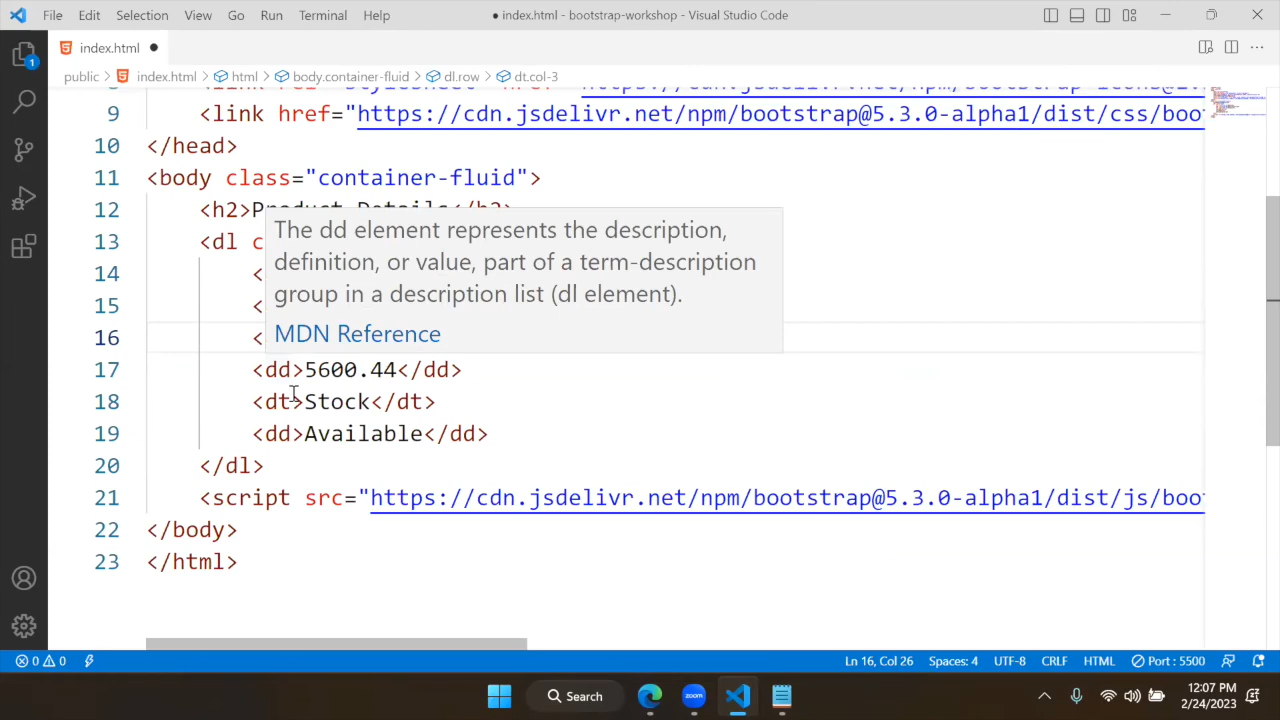 File Edit Selection View Go Run Terminal Help ● index.html - bootstrap-workshop - Visual Studio Code
index.html ●
1
public > index.html > html > body.container-fluid > dl.row > dt.col-3
9 <link href="https://cdn.jsdelivr.net/npm/bootstrap@5.3.0-alpha1/dist/css/boo
10 </head>
11 <body class="container-fluid">
12 <h2>Product Details</h2>
13 <dl c
The dd element represents the description,
definition, or value, part of a term-description
group in a description list (dl element).
MDN Reference
14 <
15 <
16 <
17 <dd>5600.44</dd>
18 <dt>Stock</dt>
19 <dd>Available</dd>
20 </dl>
21 <script src="https://cdn.jsdelivr.net/npm/bootstrap@5.3.0-alpha1/dist/js/boo
22 </body>
23 </html>
0 0 Ln 16, Col 26 Spaces: 4 UTF-8 CRLF HTML Port : 5500
Search zoom 12:07 PM
2/24/2023